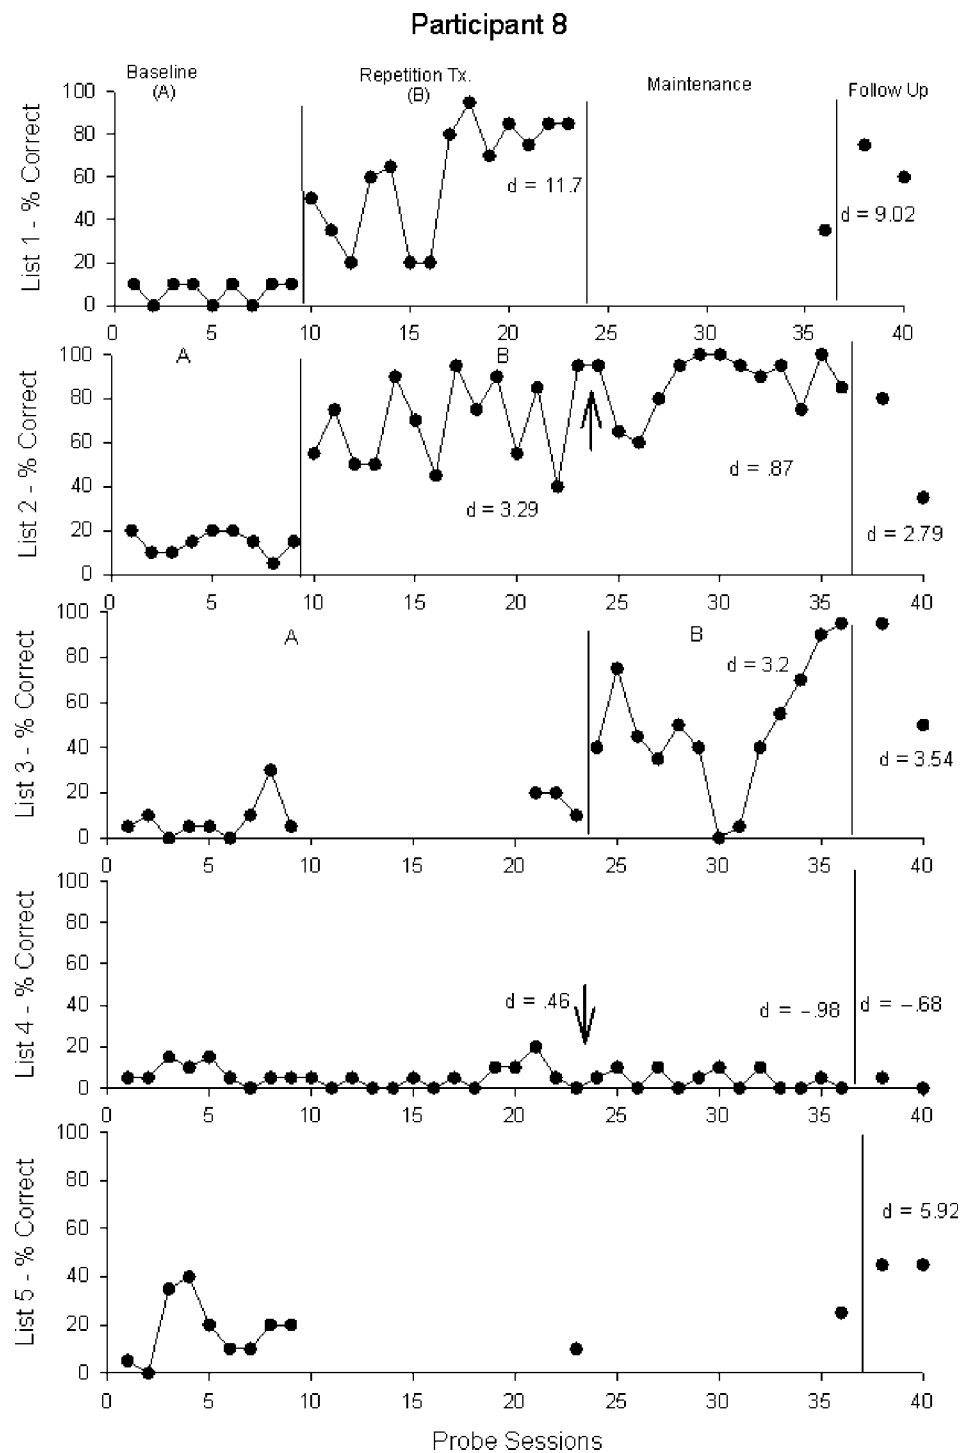 Participant 8
Baseline (A)
Repetition Tx. (B)
Maintenance
Follow Up
List 1 - % Correct
100
80
60
40
20
0
d = 11.7
d = 9.02
0 5 10 15 20 25 30 35 40
A
B
List 2 - % Correct
100
80
60
40
20
0
d = 3.29
d = .87
d = 2.79
0 5 10 15 20 25 30 35 40
A
B
List 3 - % Correct
100
80
60
40
20
0
d = 3.2
d = 3.54
0 5 10 15 20 25 30 35 40
List 4 - % Correct
100
80
60
40
20
0
d = .46
d = –.98
d = –.68
0 5 10 15 20 25 30 35 40
List 5 - % Correct
100
80
60
40
20
0
d = 5.92
0 5 10 15 20 25 30 35 40
Probe Sessions